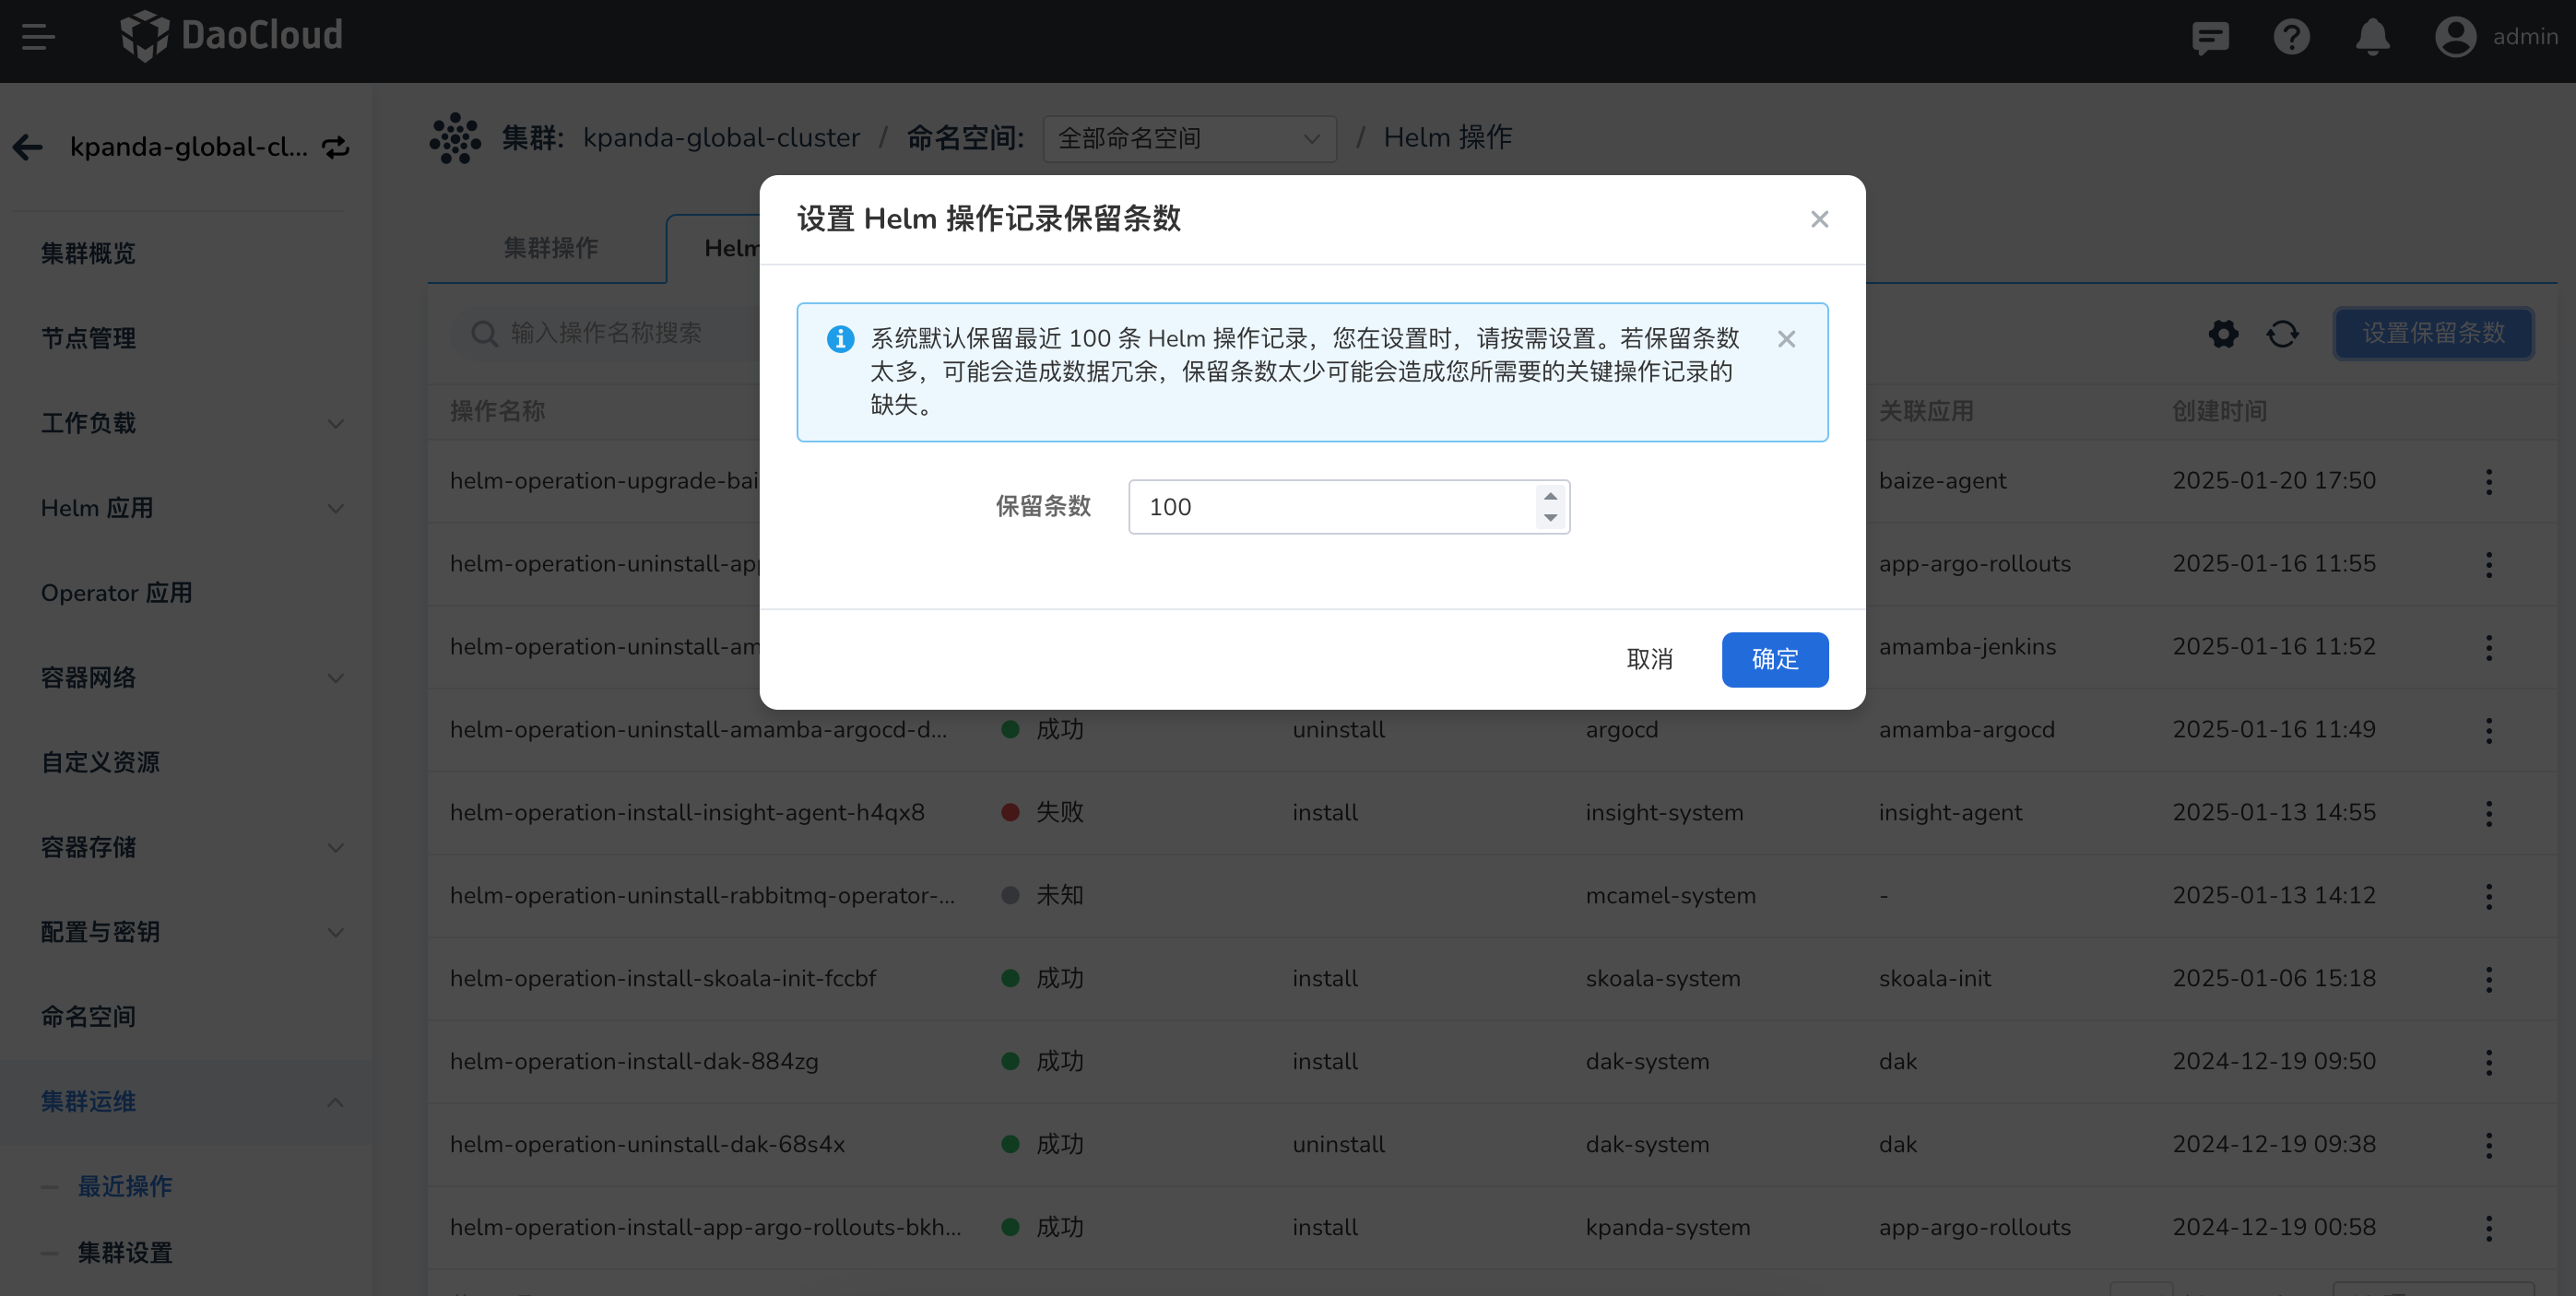 DaoCloud
admin
kpanda-global-cl...
集群: kpanda-global-cluster / 命名空间: 全部命名空间 / Helm 操作
集群概览
节点管理
工作负载
Helm 应用
Operator 应用
容器网络
自定义资源
容器存储
配置与密钥
命名空间
集群运维
最近操作
集群设置
集群操作
Helm
输入操作名称搜索
设置保留条数
设置 Helm 操作记录保留条数
系统默认保留最近 100 条 Helm 操作记录，您在设置时，请按需设置。若保留条数
太多，可能会造成数据冗余，保留条数太少可能会造成您所需要的关键操作记录的
缺失。
保留条数 100
取消 确定
操作名称 关联应用 创建时间
helm-operation-upgrade-bai baize-agent 2025-01-20 17:50
helm-operation-uninstall-app app-argo-rollouts 2025-01-16 11:55
helm-operation-uninstall-am amamba-jenkins 2025-01-16 11:52
helm-operation-uninstall-amamba-argocd-d... 成功 uninstall argocd amamba-argocd 2025-01-16 11:49
helm-operation-install-insight-agent-h4qx8 失败 install insight-system insight-agent 2025-01-13 14:55
helm-operation-uninstall-rabbitmq-operator-... 未知 mcamel-system - 2025-01-13 14:12
helm-operation-install-skoala-init-fccbf 成功 install skoala-system skoala-init 2025-01-06 15:18
helm-operation-install-dak-884zg 成功 install dak-system dak 2024-12-19 09:50
helm-operation-uninstall-dak-68s4x 成功 uninstall dak-system dak 2024-12-19 09:38
helm-operation-install-app-argo-rollouts-bkh... 成功 install kpanda-system app-argo-rollouts 2024-12-19 00:58